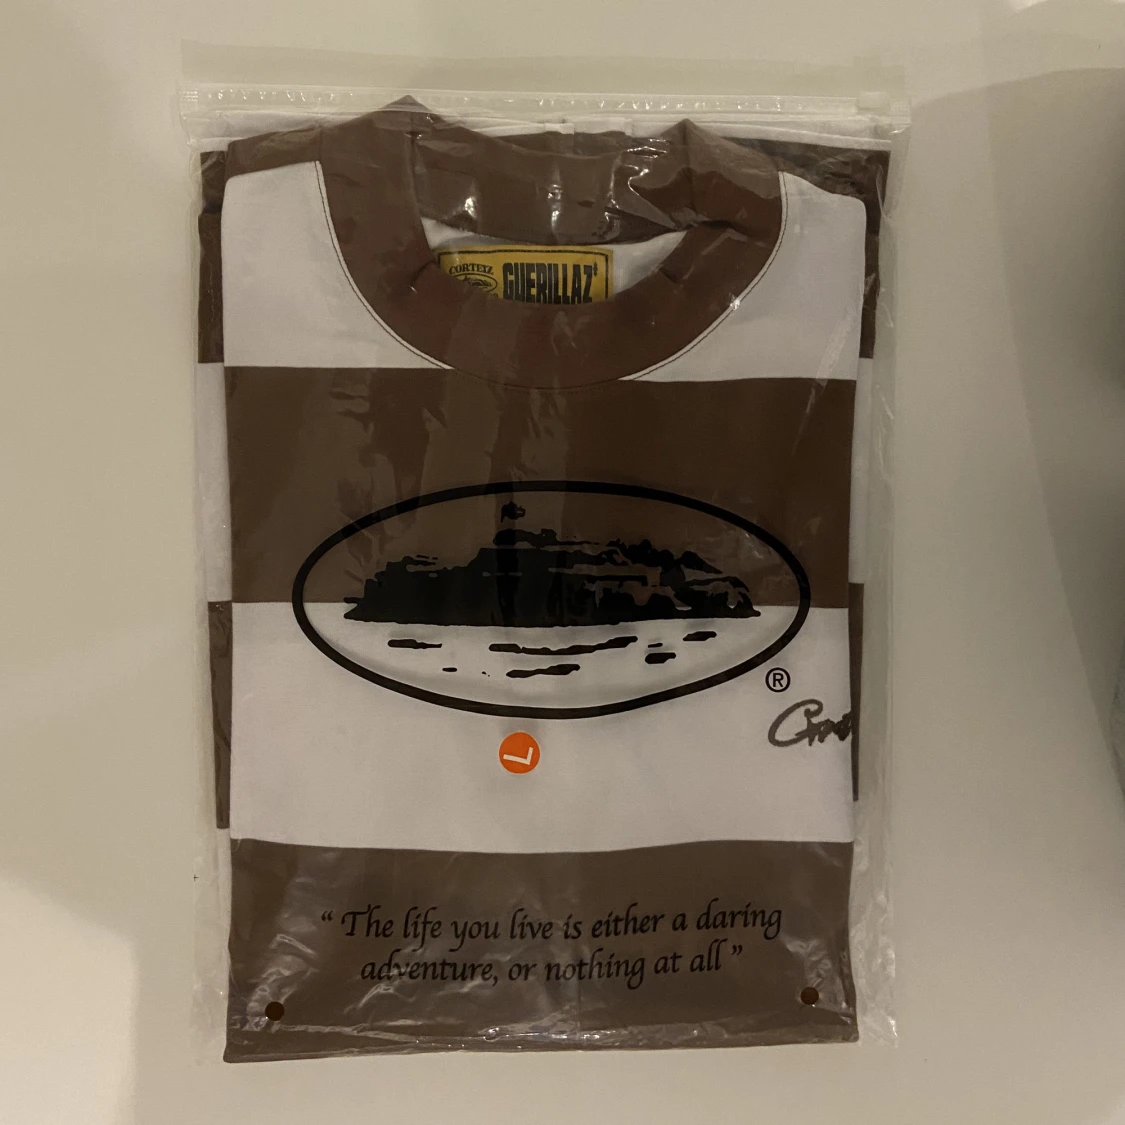 CORTEIZ
GUERILLAZ
®
L
“ The life you live is either a daring
adventure, or nothing at all ”